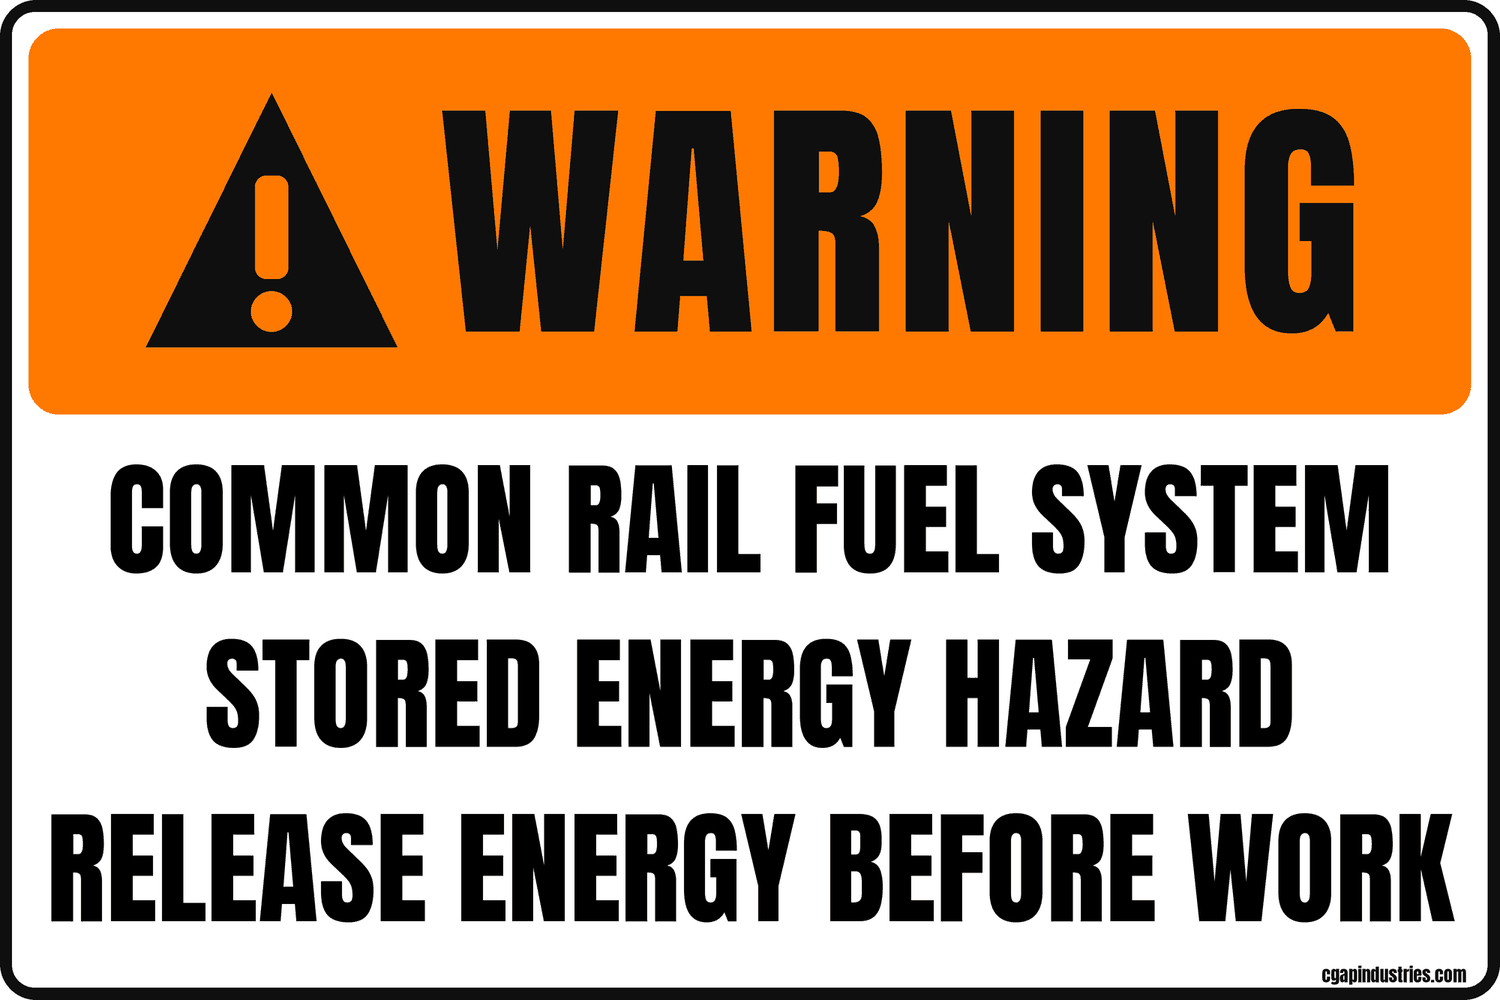 WARNING
COMMON RAIL FUEL SYSTEM
STORED ENERGY HAZARD
RELEASE ENERGY BEFORE WORK
cgapindustries.com